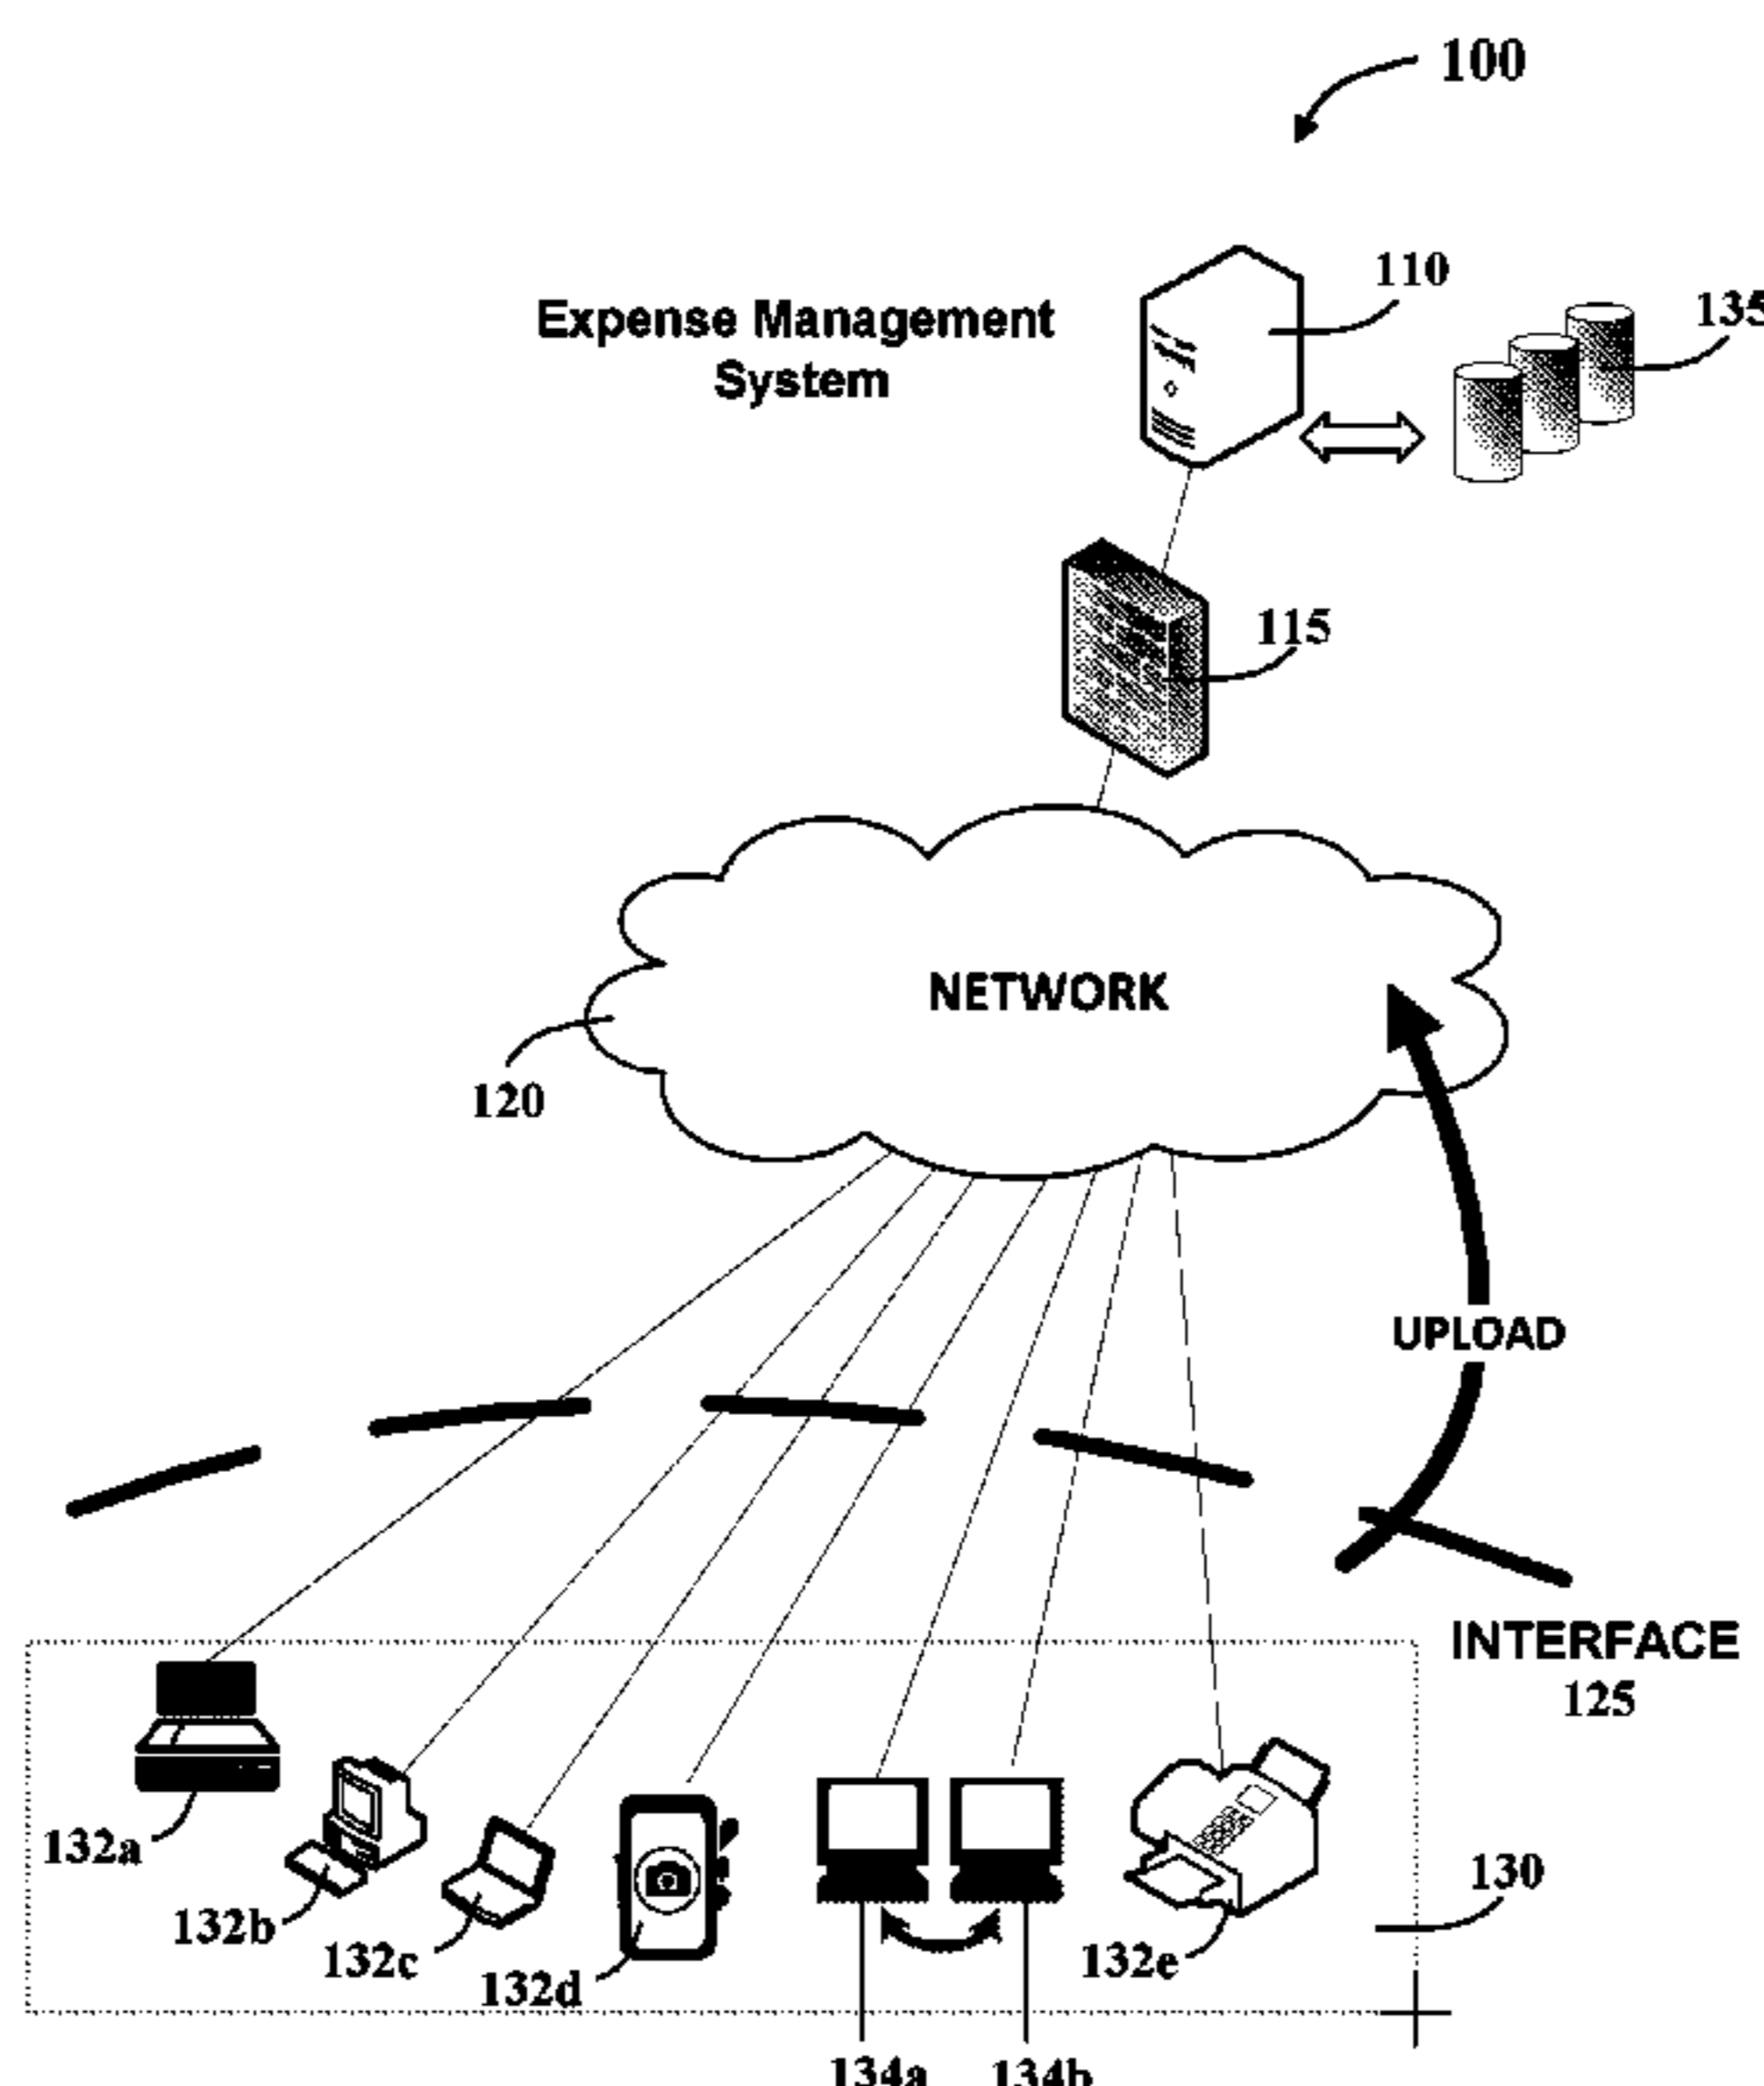 100
110
135
Expense Management
System
115
NETWORK
120
UPLOAD
INTERFACE
125
132a
132b
132c
132d
132e
130
134a
134b